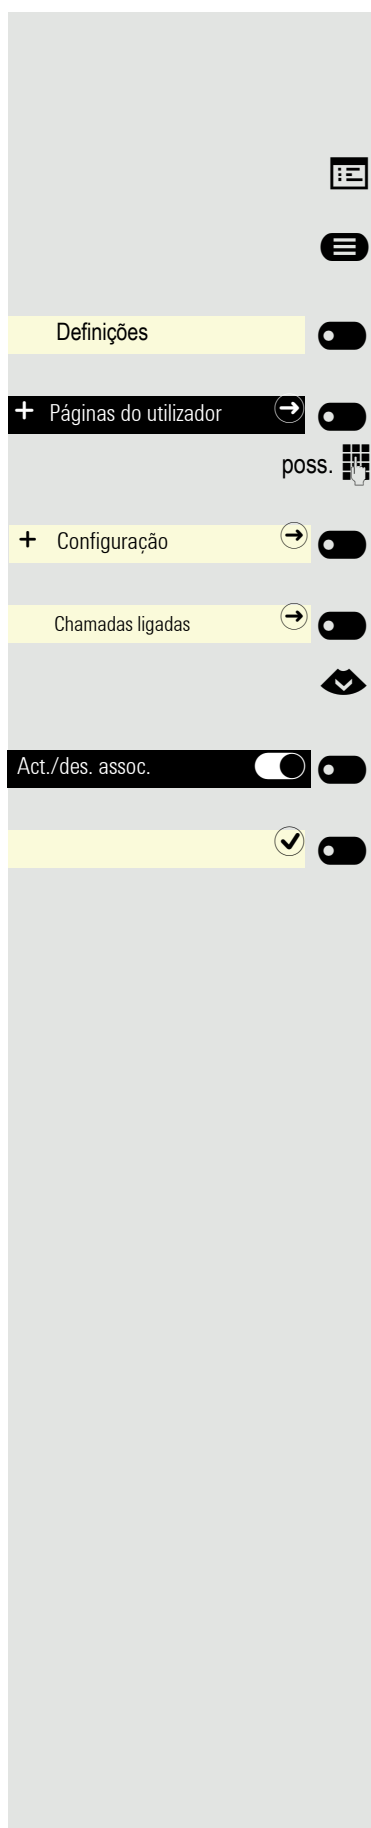 Definições
+ Páginas do utilizador
poss.
+ Configuração
Chamadas ligadas
Act./des. assoc.